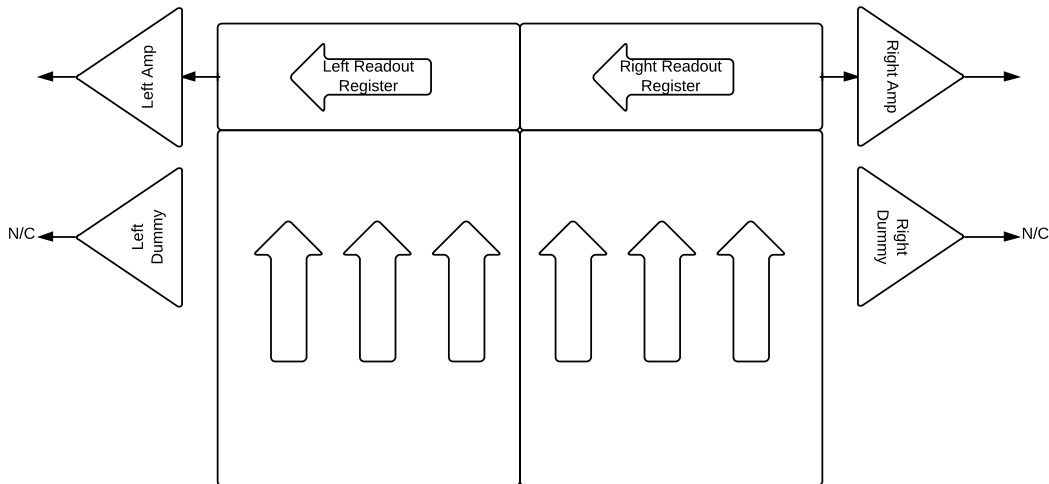 Left Amp
Left Readout
Register
Right Readout
Register
Right Amp
N/C
Left
Dummy
Right
Dummy
N/C